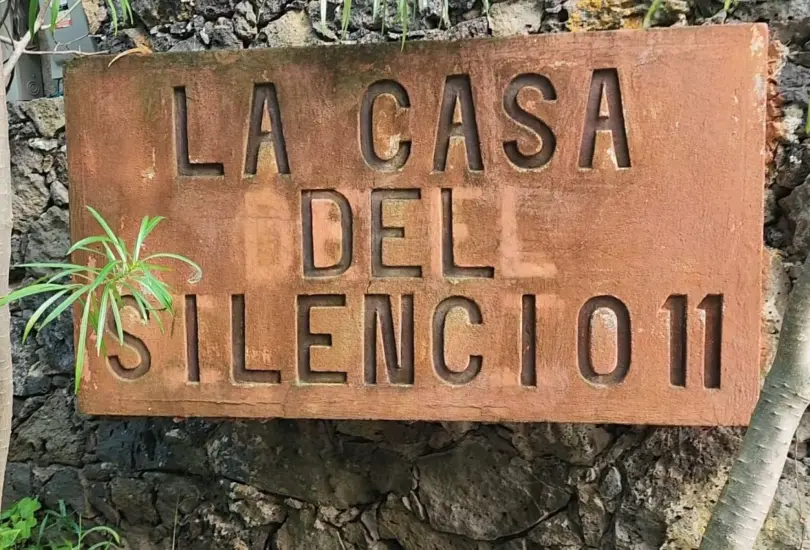 LA CASA
DEL
SILENCIO 11